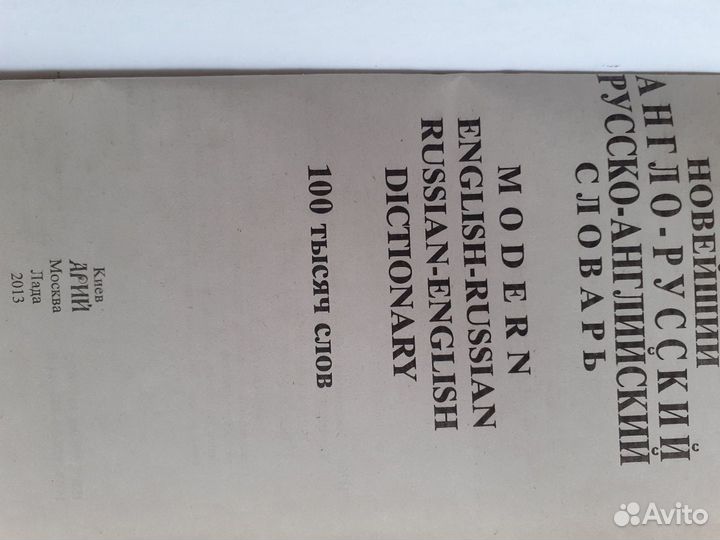 НОВЕЙШИЙ
АНГЛО-РУССКИЙ
РУССКО-АНГЛИЙСКИЙ
СЛОВАРЬ
MODERN
ENGLISH-RUSSIAN
RUSSIAN-ENGLISH
DICTIONARY
100 тысяч слов
Киев
АРИЙ
Москва
Лада
2013
Avito